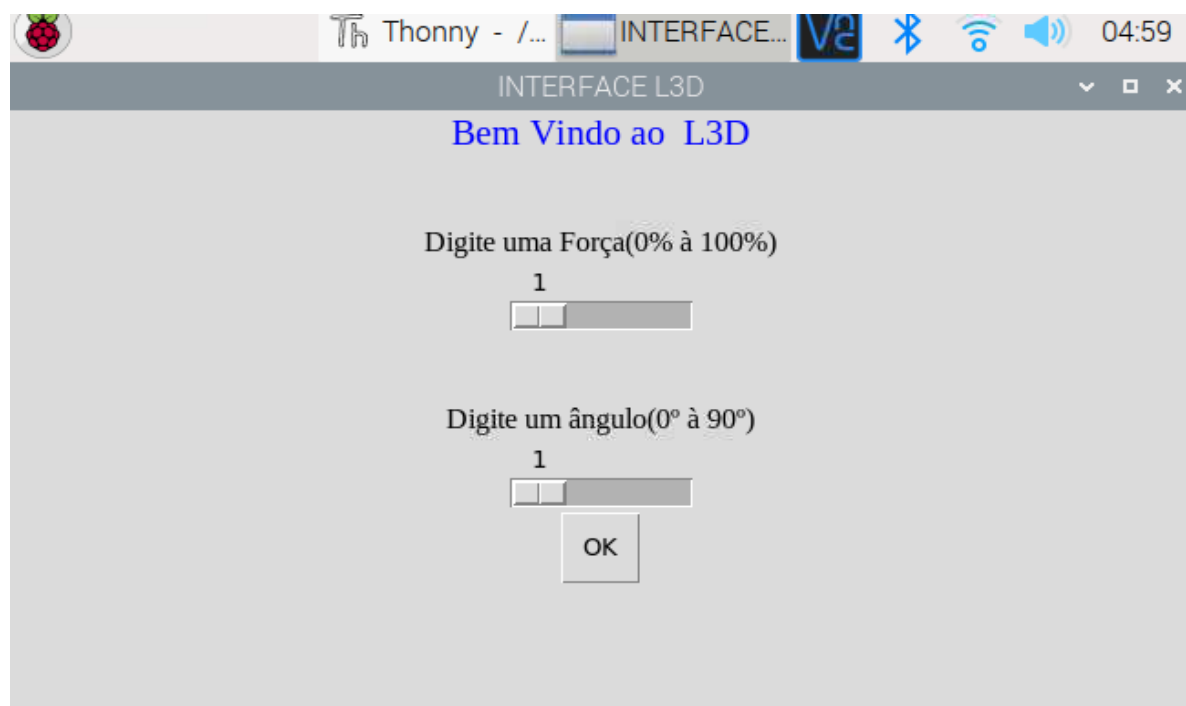 Thonny - /... INTERFACE... VC 04:59
INTERFACE L3D
Bem Vindo ao L3D
Digite uma Força(0% à 100%)
1
Digite um ângulo(0º à 90º)
1
OK